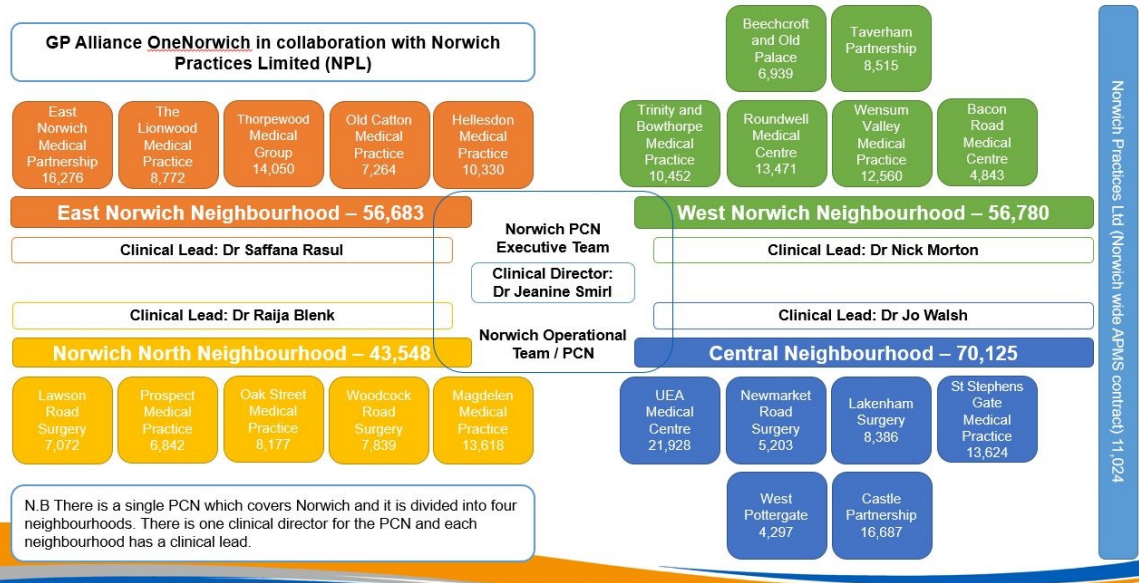 GP Alliance OneNorwich in collaboration with Norwich
Practices Limited (NPL)
East
Norwich
Medical
Partnership
16,276
The
Lionwood
Medical
Practice
8,772
Thorpewood
Medical
Group
14,050
Old Catton
Medical
Practice
7,264
Hellesdon
Medical
Practice
10,330
East Norwich Neighbourhood – 56,683
Clinical Lead: Dr Saffana Rasul
Beechcroft
and Old
Palace
6,939
Taverham
Partnership
8,515
Trinity and
Bowthorpe
Medical
Practice
10,452
Roundwell
Medical
Centre
13,471
Wensum
Valley
Medical
Practice
12,560
Bacon
Road
Medical
Centre
4,843
West Norwich Neighbourhood – 56,780
Clinical Lead: Dr Nick Morton
Norwich PCN
Executive Team
Clinical Director:
Dr Jeanine Smirl
Norwich Operational
Team / PCN
Clinical Lead: Dr Raija Blenk
Norwich North Neighbourhood – 43,548
Lawson
Road
Surgery
7,072
Prospect
Medical
Practice
6,842
Oak Street
Medical
Practice
8,177
Woodcock
Road
Surgery
7,839
Magdelen
Medical
Practice
13,618
Clinical Lead: Dr Jo Walsh
Central Neighbourhood – 70,125
UEA
Medical
Centre
21,928
Newmarket
Road
Surgery
5,203
Lakenham
Surgery
8,386
St Stephens
Gate
Medical
Practice
13,624
West
Pottergate
4,297
Castle
Partnership
16,687
Norwich Practices Ltd (Norwich wide APMS contract) 11,024
N.B There is a single PCN which covers Norwich and it is divided into four
neighbourhoods. There is one clinical director for the PCN and each
neighbourhood has a clinical lead.